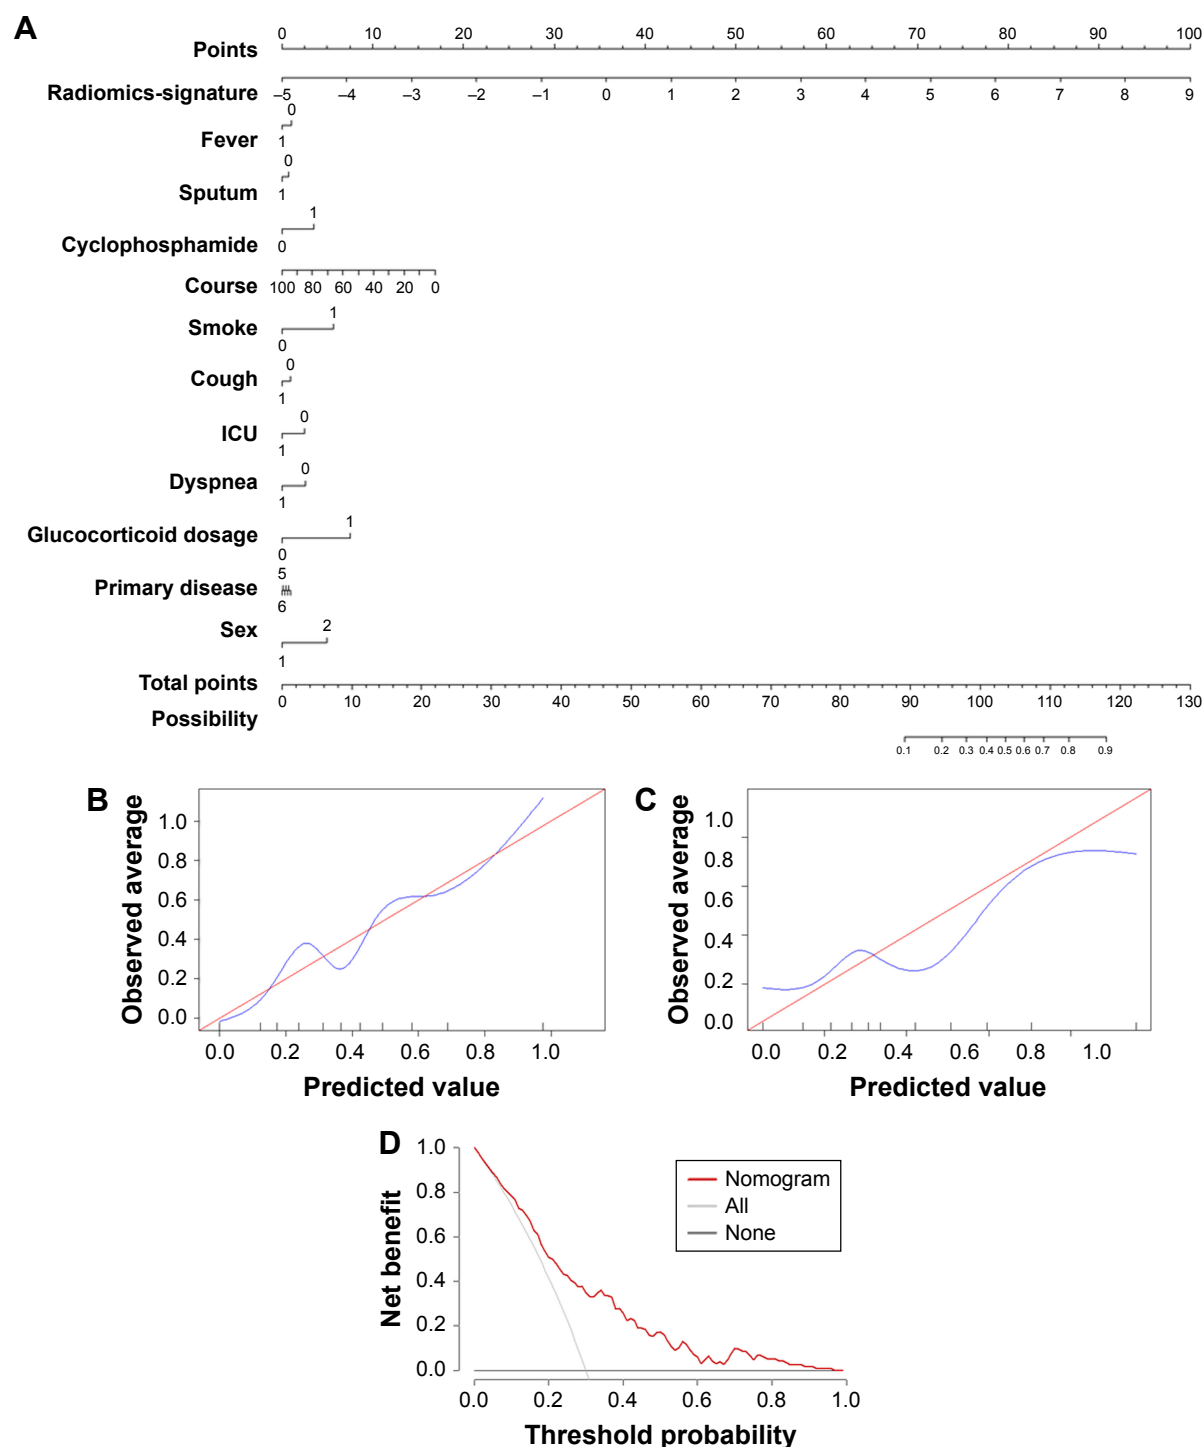 A
Points 0 10 20 30 40 50 60 70 80 90 100
Radiomics-signature –5 –4 –3 –2 –1 0 1 2 3 4 5 6 7 8 9
0
Fever
1
0
Sputum
1
1
Cyclophosphamide 0
Course 100 80 60 40 20 0
1
Smoke
0
0
Cough
1
0
ICU
1
0
Dyspnea
1
1
Glucocorticoid dosage
0
5
Primary disease
6
2
Sex
1
Total points
0 10 20 30 40 50 60 70 80 90 100 110 120 130
Possibility
0.1 0.2 0.3 0.4 0.5 0.6 0.7 0.8 0.9
B
Observed average
1.0
0.8
0.6
0.4
0.2
0.0
0.0 0.2 0.4 0.6 0.8 1.0
Predicted value
C
Observed average
1.0
0.8
0.6
0.4
0.2
0.0
0.0 0.2 0.4 0.6 0.8 1.0
Predicted value
D
Net benefit
1.0
0.8
0.6
0.4
0.2
0.0
Nomogram
All
None
0.0 0.2 0.4 0.6 0.8 1.0
Threshold probability